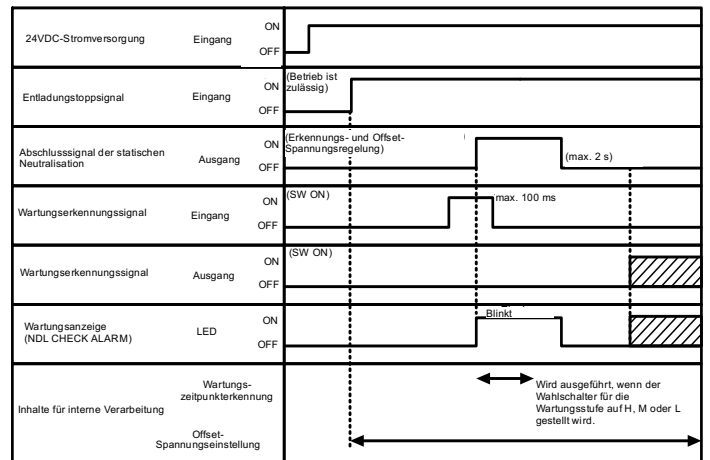 24VDC-Stromversorgung Eingang ON
OFF
Entladungstoppsignal Eingang ON
OFF
(Betrieb ist
zulässig)
Abschlusssignal der statischen
Neutralisation
Ausgang ON
OFF
(Erkennungs- und Offset-
Spannungsregelung)
(max. 2 s)
Wartungserkennungssignal Eingang ON
OFF
(SW ON)
max. 100 ms
Wartungserkennungssignal Ausgang ON
OFF
(SW ON)
Wartungsanzeige
(NDL CHECK ALARM)
LED ON
OFF
Blinkt
Inhalte für interne Verarbeitung
Wartungs-
zeitpunkterkennung
Wird ausgeführt, wenn der
Wahlschalter für die
Wartungsstufe auf H, M oder L
gestellt wird.
Offset-
Spannungseinstellung